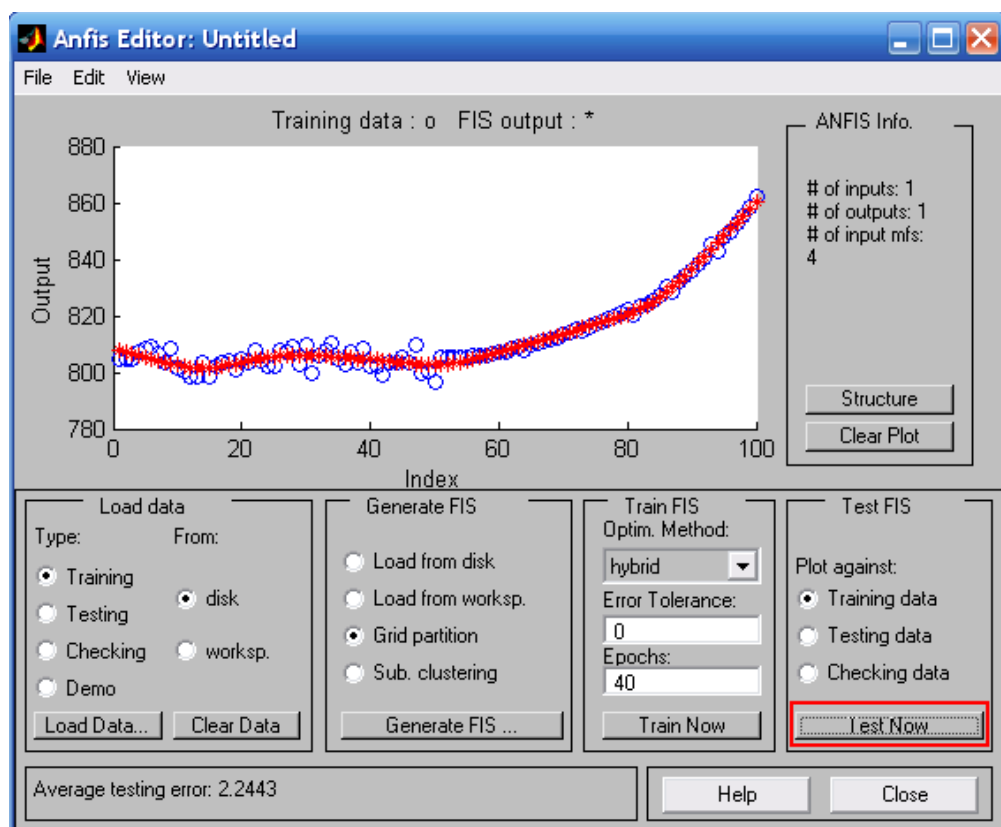 Anfis Editor: Untitled
File Edit View
Training data : o FIS output : *
880
860
840
820
800
780
Output
0 20 40 60 80 100
Index
ANFIS Info.
# of inputs: 1
# of outputs: 1
# of input mfs:
4
Structure
Clear Plot
Load data
Type: From:
Training
Testing
Checking
Demo
disk
worksp.
Load Data... Clear Data
Generate FIS
Load from disk
Load from worksp.
Grid partition
Sub. clustering
Generate FIS ...
Train FIS
Optim. Method:
hybrid
Error Tolerance:
0
Epochs:
40
Train Now
Test FIS
Plot against:
Training data
Testing data
Checking data
Test Now
Average testing error: 2.2443
Help Close